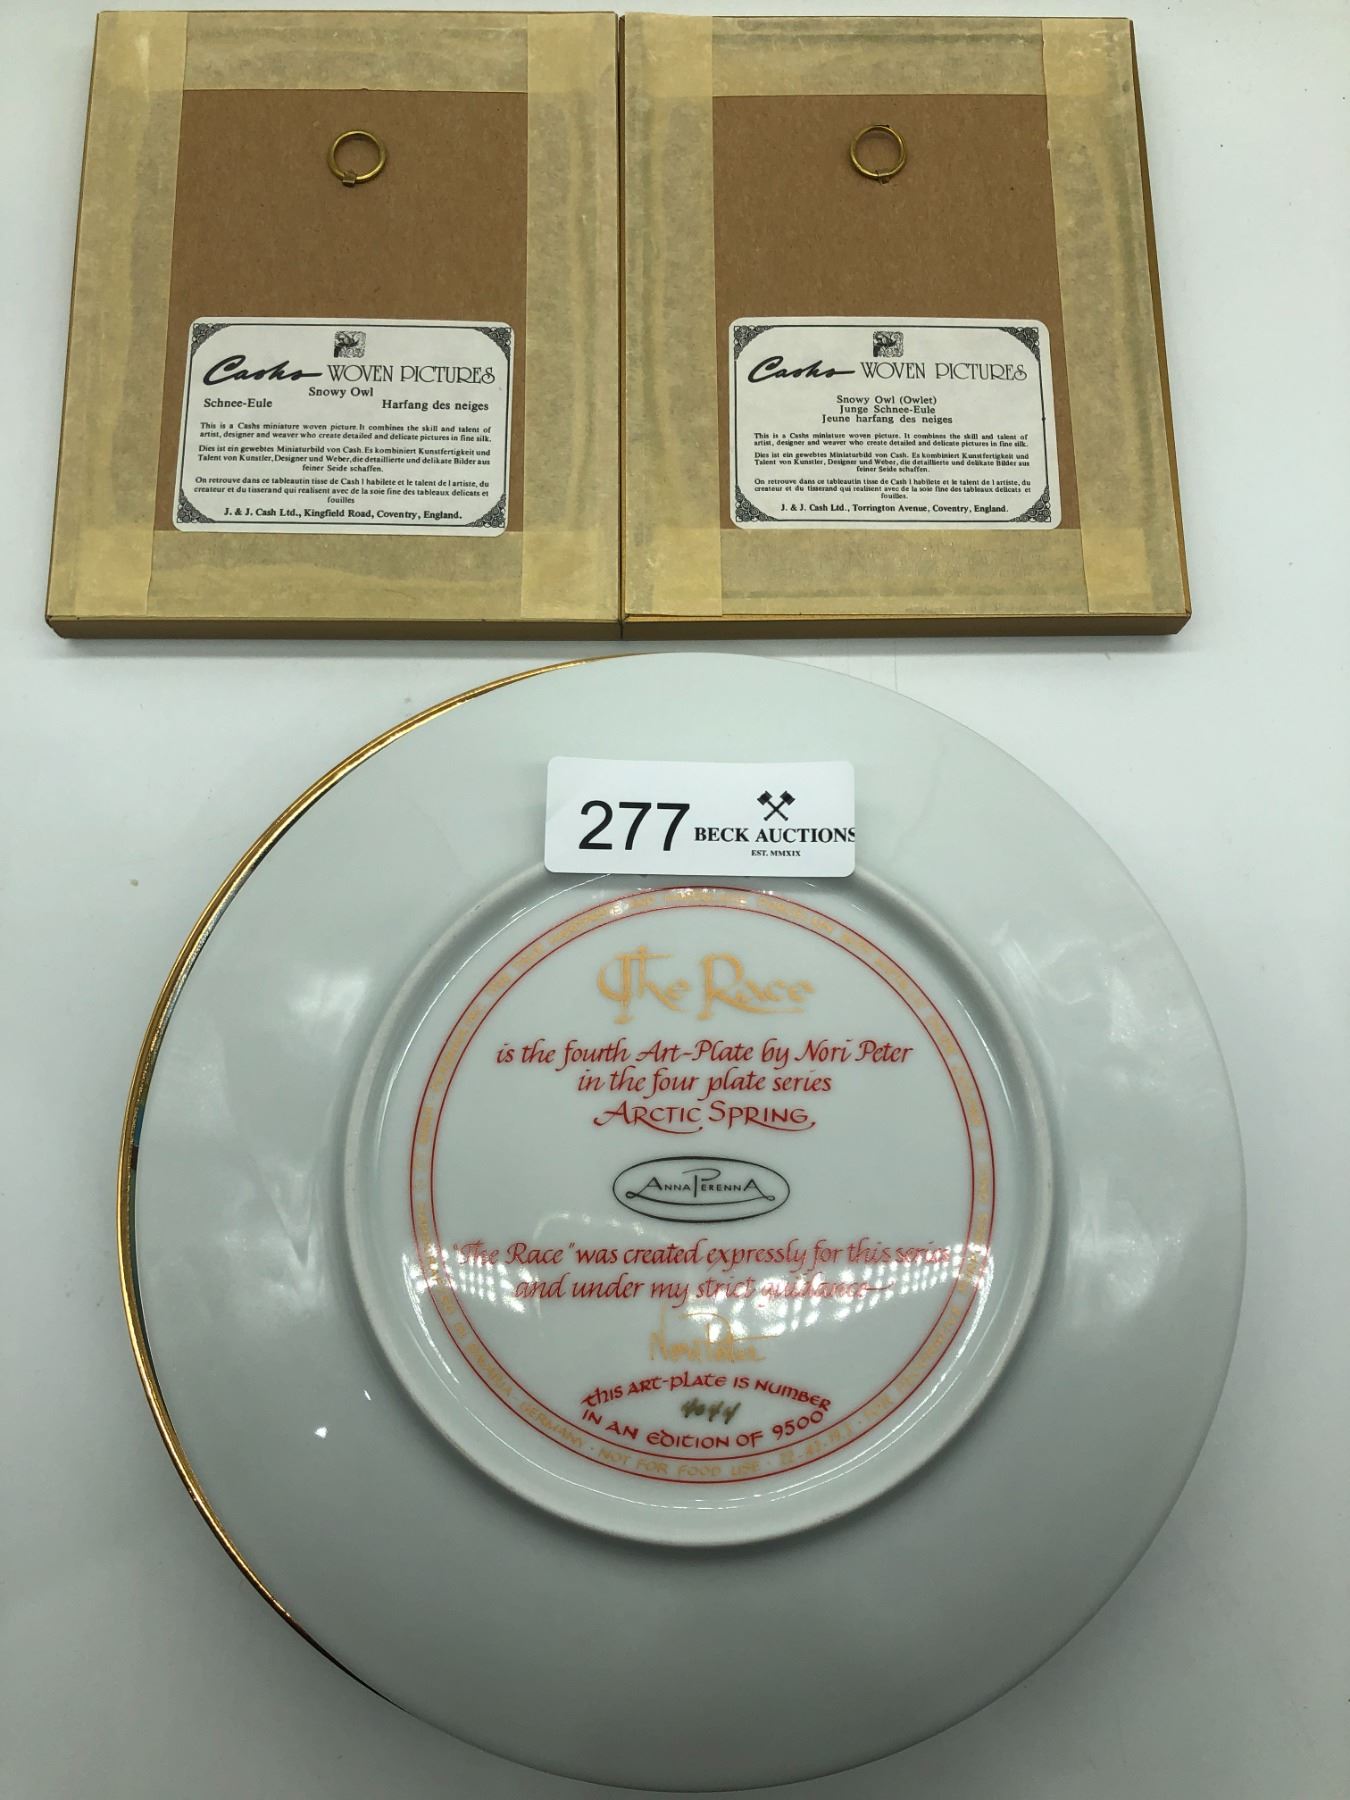 Cashs WOVEN PICTURES
Snowy Owl
Schnee-Eule Harfang des neiges
This is a Cashs miniature woven picture. It combines the skill and talent of
artist, designer and weaver who create detailed and delicate pictures in fine silk.
Dies ist ein gewebtes Miniaturbild von Cash. Es kombiniert Kunstfertigkeit und
Talent von Kunstler, Designer und Weber, die detaillierte und delikate Bilder aus
feiner Seide schaffen.
On retrouve dans ce tableautin tisse de Cash l habilete et le talent de l artiste, du
createur et du tisserand qui realisent avec de la soie fine des tableaux delicats et
fouilles
J. & J. Cash Ltd., Kingfield Road, Coventry, England.
Cashs WOVEN PICTURES
Snowy Owl (Owlet)
Junge Schnee-Eule
Jeune harfang des neiges
This is a Cashs miniature woven picture. It combines the skill and talent of
artist, designer and weaver who create detailed and delicate pictures in fine silk.
Dies ist ein gewebtes Miniaturbild von Cash. Es kombiniert Kunstfertigkeit und
Talent von Kunstler, Designer und Weber, die detaillierte und delikate Bilder aus
feiner Seide schaffen.
On retrouve dans ce tableautin tisse de Cash l habilete et le talent de l artiste, du
createur et du tisserand qui realisent avec de la soie fine des tableaux delicats et
fouilles.
J. & J. Cash Ltd., Torrington Avenue, Coventry, England.
277 BECK AUCTIONS
EST. MMXIX
The Race
is the fourth Art-Plate by Nori Peter
in the four plate series
ARCTIC SPRING
ANNA PERENNA
"The Race" was created expressly for this series
and under my strict guidance
Nori Peter
THIS ART-PLATE IS NUMBER
4044
IN AN EDITION OF 9500
BAVARIA - GERMANY · NOT FOR FOOD USE ·